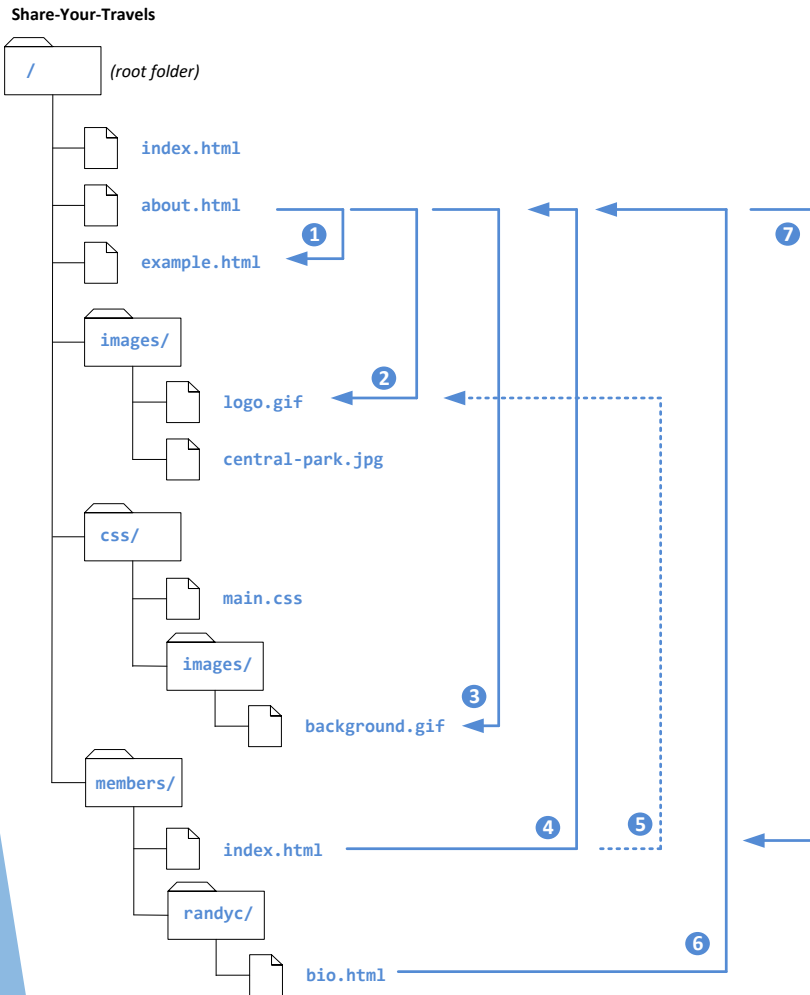 Share-Your-Travels
/ (root folder)
index.html
about.html
1
7
example.html
images/
2
logo.gif
central-park.jpg
css/
main.css
images/
3
background.gif
members/
4
5
index.html
randyc/
6
bio.html